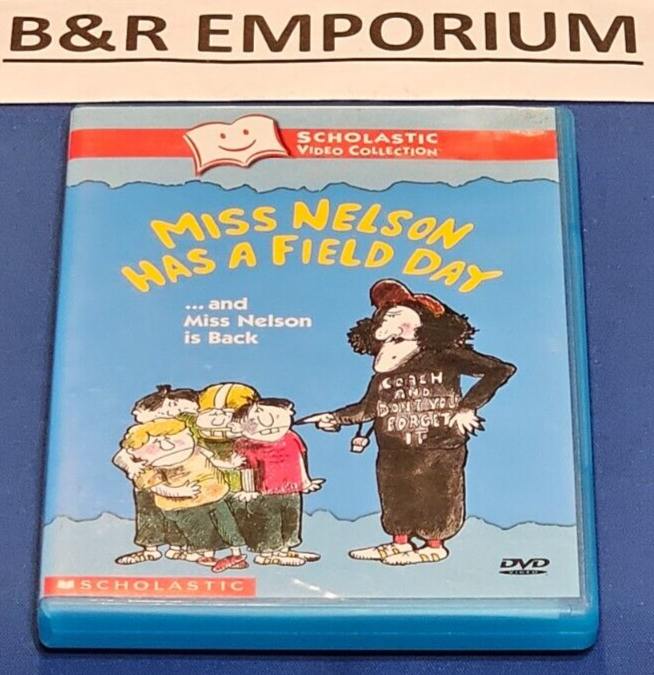 B&R EMPORIUM
SCHOLASTIC
VIDEO COLLECTION
MISS NELSON
HAS A FIELD DAY
...and
Miss Nelson
is Back
COACH
AND
DON'T YOU
FORGET
IT
SCHOLASTIC
DVD
VIDEO